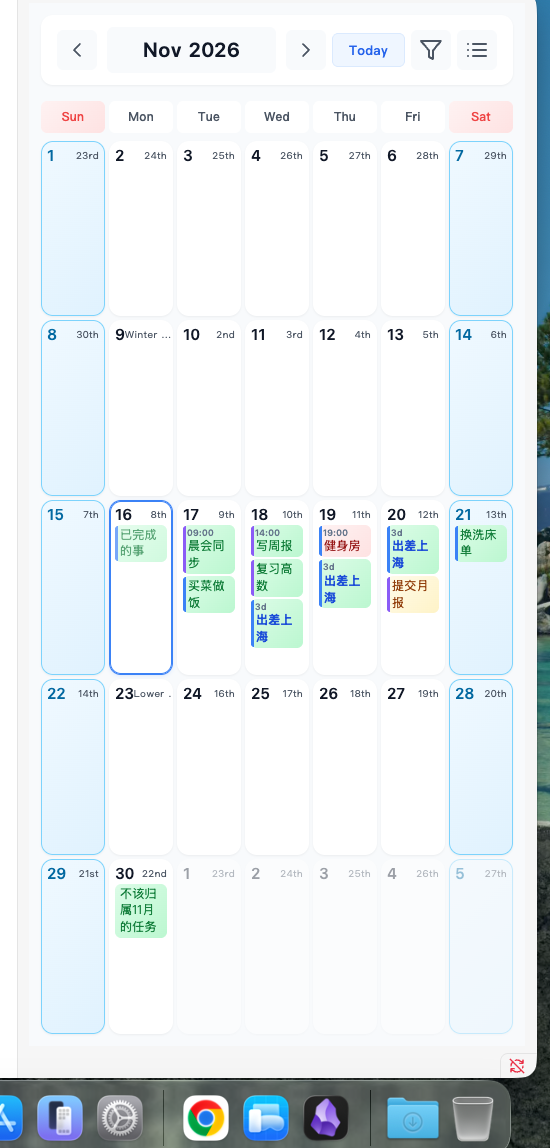 Nov 2026
Today
Sun Mon Tue Wed Thu Fri Sat
1 23rd 2 24th 3 25th 4 26th 5 27th 6 28th 7 29th
8 30th 9 Winter ... 10 2nd 11 3rd 12 4th 13 5th 14 6th
15 7th 16 8th 17 9th 18 10th 19 11th 20 12th 21 13th
已完成
的事
09:00
晨会同
步
买菜做
饭
14:00
写周报
复习高
数
3d
出差上
海
19:00
健身房
3d
出差上
海
3d
出差上
海
提交月
报
换洗床
单
22 14th 23 Lower . 24 16th 25 17th 26 18th 27 19th 28 20th
29 21st 30 22nd 1 23rd 2 24th 3 25th 4 26th 5 27th
不该归
属11月
的任务